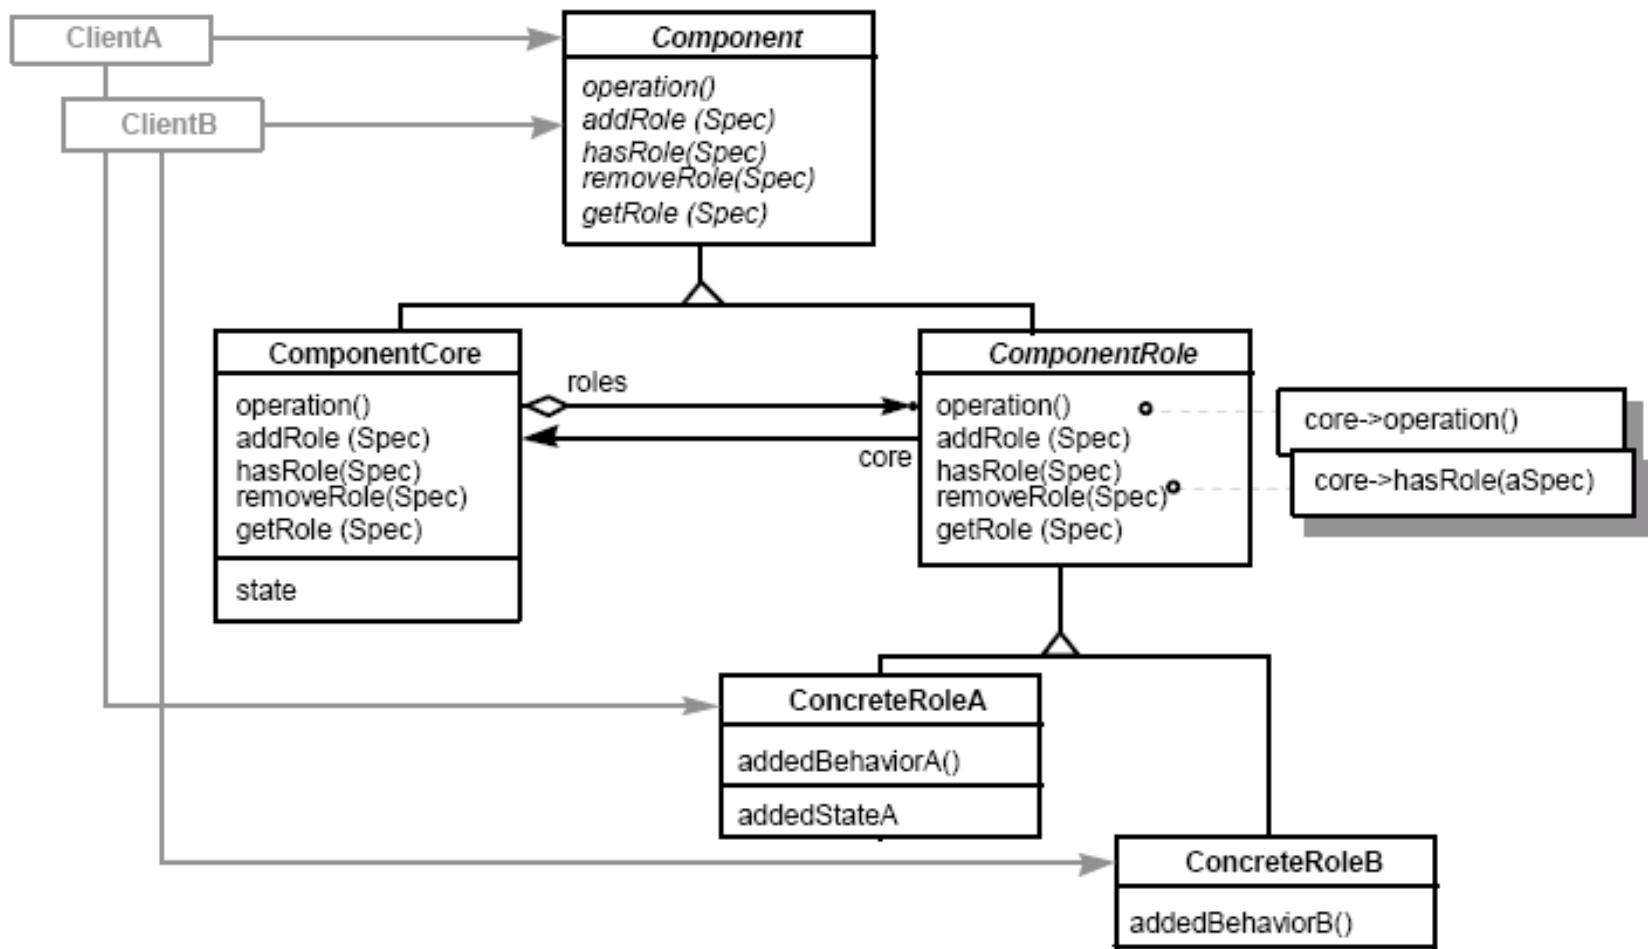 ClientA
ClientB
Component
operation()
addRole (Spec)
hasRole(Spec)
removeRole(Spec)
getRole (Spec)
ComponentCore
operation()
addRole (Spec)
hasRole(Spec)
removeRole(Spec)
getRole (Spec)
state
roles
core
ComponentRole
operation()
addRole (Spec)
hasRole(Spec)
removeRole(Spec)
getRole (Spec)
core->operation()
core->hasRole(aSpec)
ConcreteRoleA
addedBehaviorA()
addedStateA
ConcreteRoleB
addedBehaviorB()